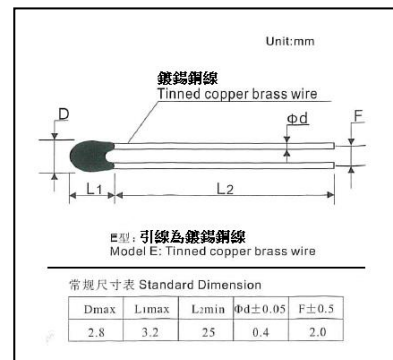 Unit:mm
鍍錫銅線
Tinned copper brass wire
D
Φd
F
L1
L2
E型: 引線為鍍錫銅線
Model E: Tinned copper brass wire
常规尺寸表 Standard Dimension
Dmax L1max L2min Φd±0.05 F±0.5
2.8 3.2 25 0.4 2.0